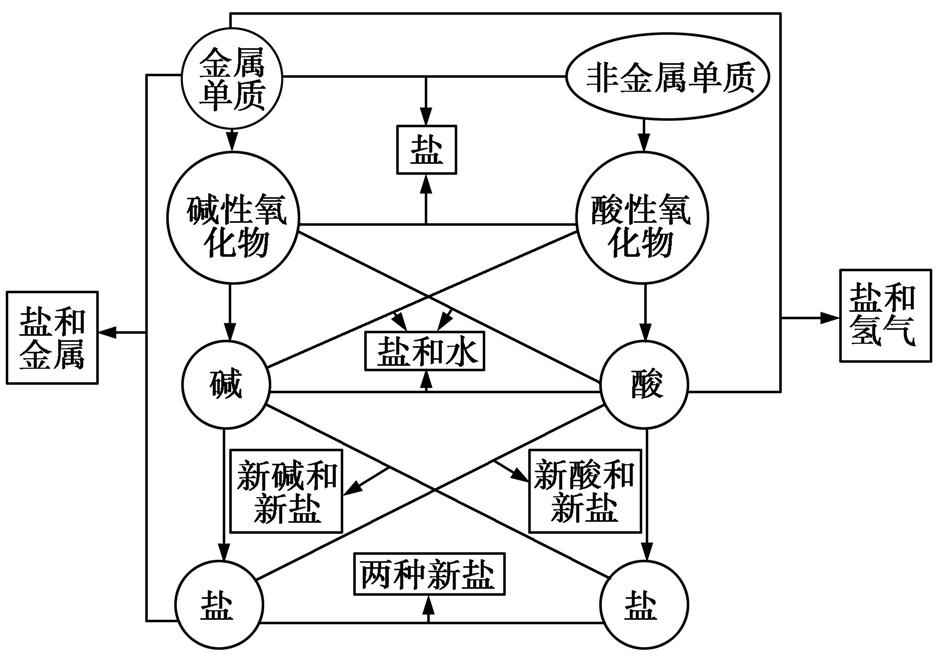 金属
单质
非金属单质
盐
碱性氧
化物
酸性氧
化物
盐和
金属
盐和
氢气
盐和水
碱
酸
新碱和
新盐
新酸和
新盐
两种新盐
盐
盐